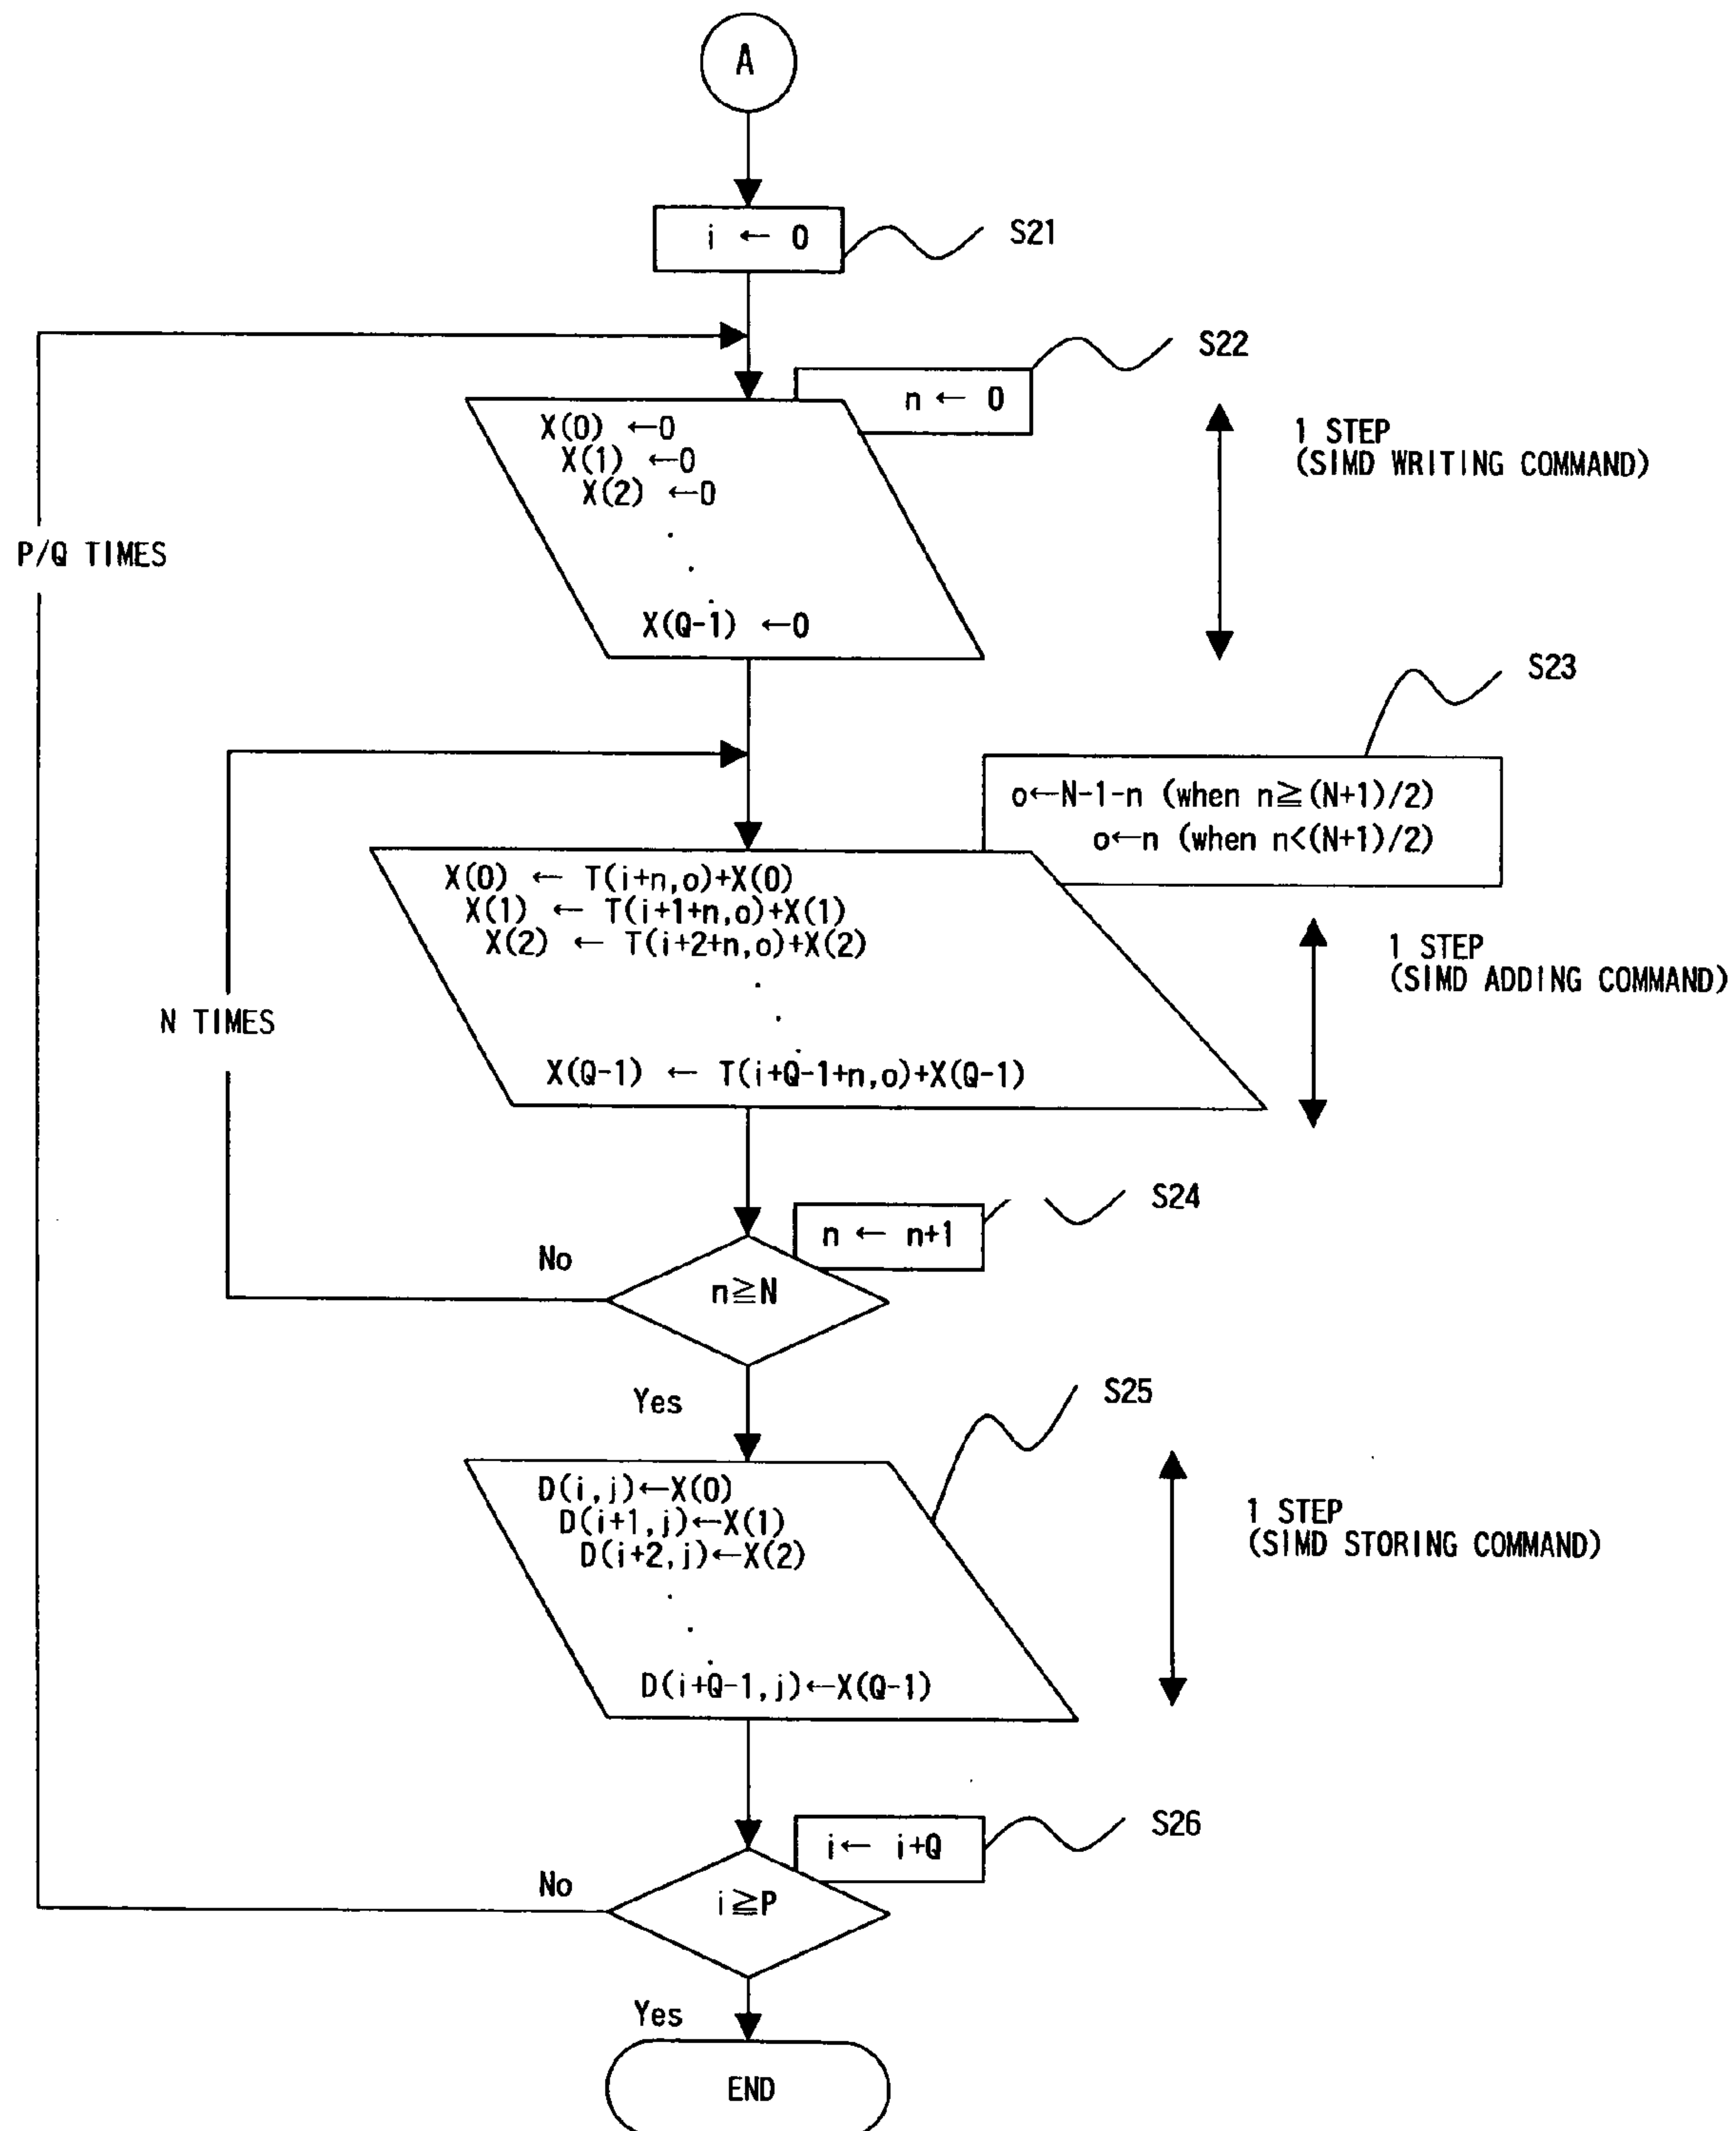 A
i ← 0
S21
S22
n ← 0
X(0) ←0
X(1) ←0
X(2) ←0
X(Q-1) ←0
1 STEP
(SIMD WRITING COMMAND)
P/Q TIMES
S23
o←N-1-n (when n≧(N+1)/2)
o←n (when n<(N+1)/2)
X(0) ← T(i+n,o)+X(0)
X(1) ← T(i+1+n,o)+X(1)
X(2) ← T(i+2+n,o)+X(2)
X(Q-1) ← T(i+Q-1+n,o)+X(Q-1)
1 STEP
(SIMD ADDING COMMAND)
N TIMES
S24
n ← n+1
No
n≧N
Yes
S25
D(i,j)←X(0)
D(i+1,j)←X(1)
D(i+2,j)←X(2)
D(i+Q-1,j)←X(Q-1)
1 STEP
(SIMD STORING COMMAND)
S26
i← i+Q
No
i≧P
Yes
END